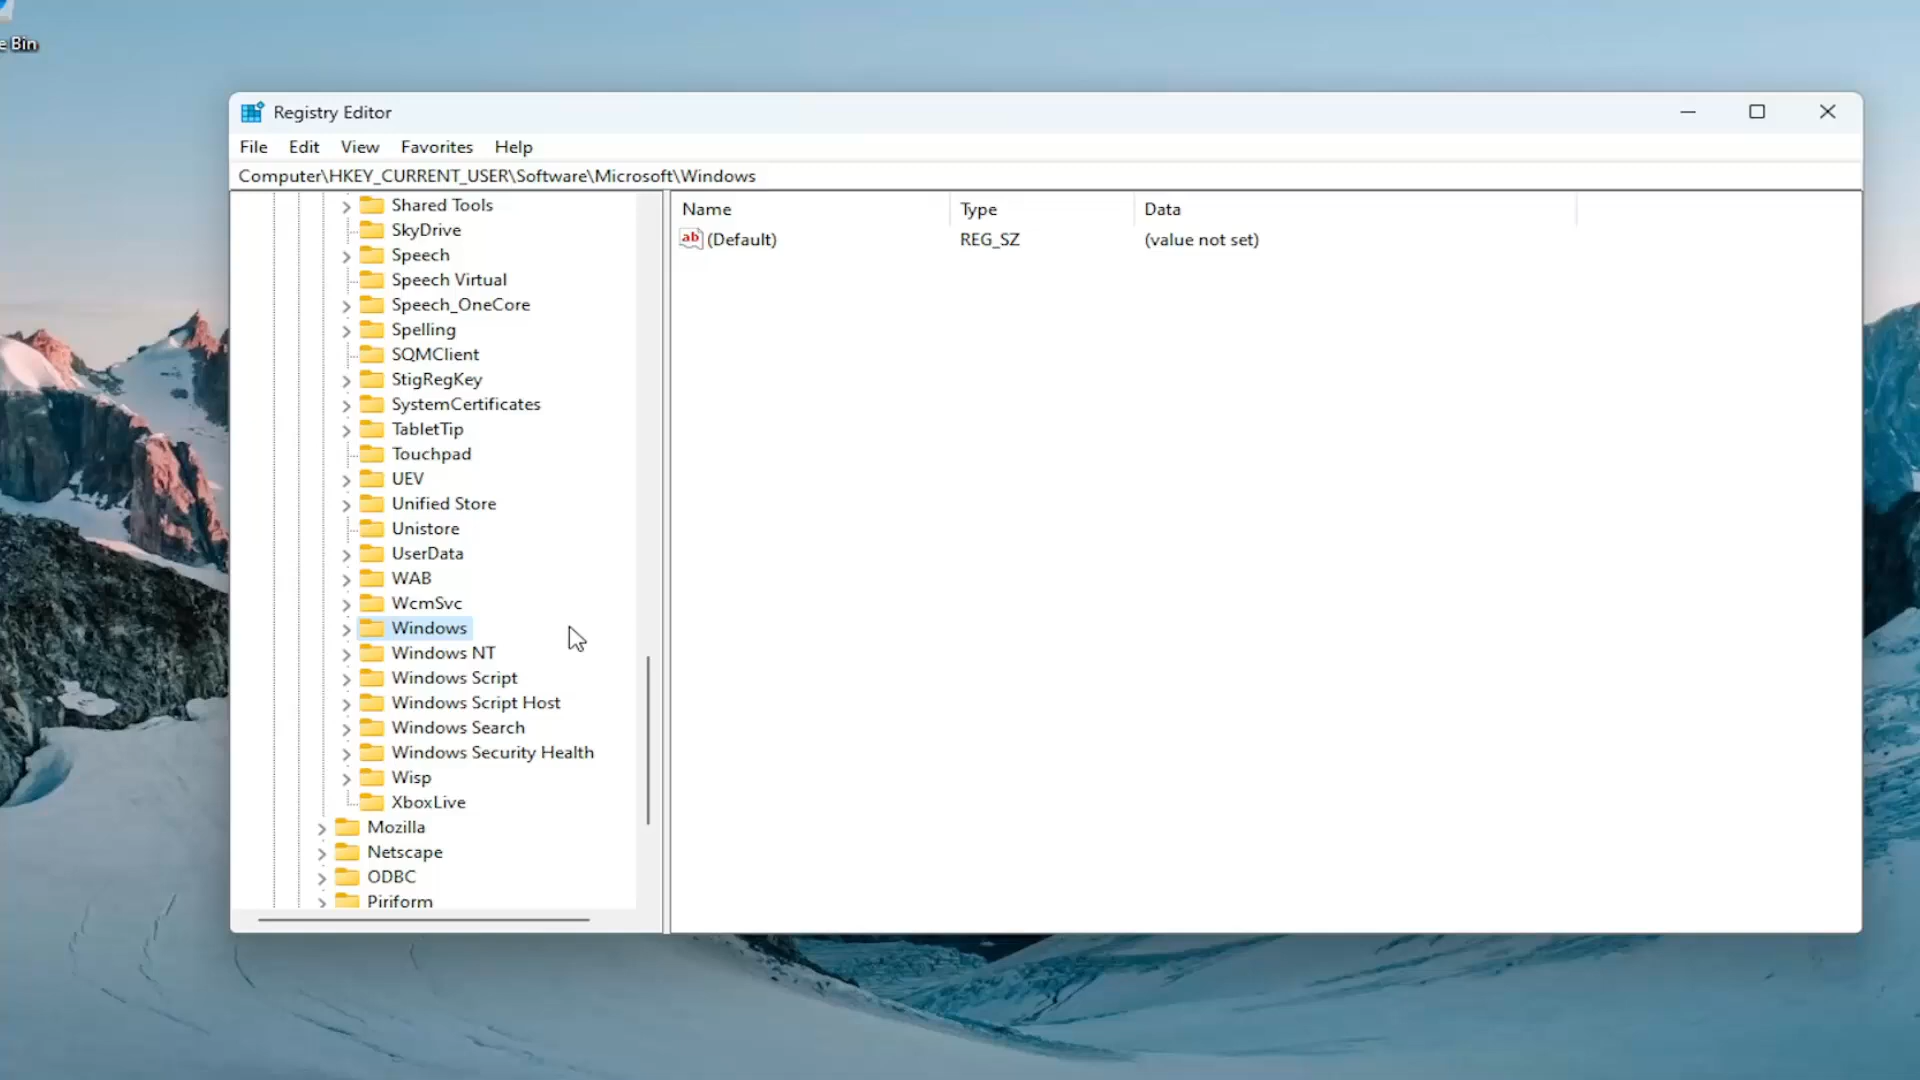 e Bin
Registry Editor
File Edit View Favorites Help
Computer\HKEY_CURRENT_USER\Software\Microsoft\Windows
Name Type Data
ab (Default) REG_SZ (value not set)
Shared Tools
SkyDrive
Speech
Speech Virtual
Speech_OneCore
Spelling
SQMClient
StigRegKey
SystemCertificates
TabletTip
Touchpad
UEV
Unified Store
Unistore
UserData
WAB
WcmSvc
Windows
Windows NT
Windows Script
Windows Script Host
Windows Search
Windows Security Health
Wisp
XboxLive
Mozilla
Netscape
ODBC
Piriform